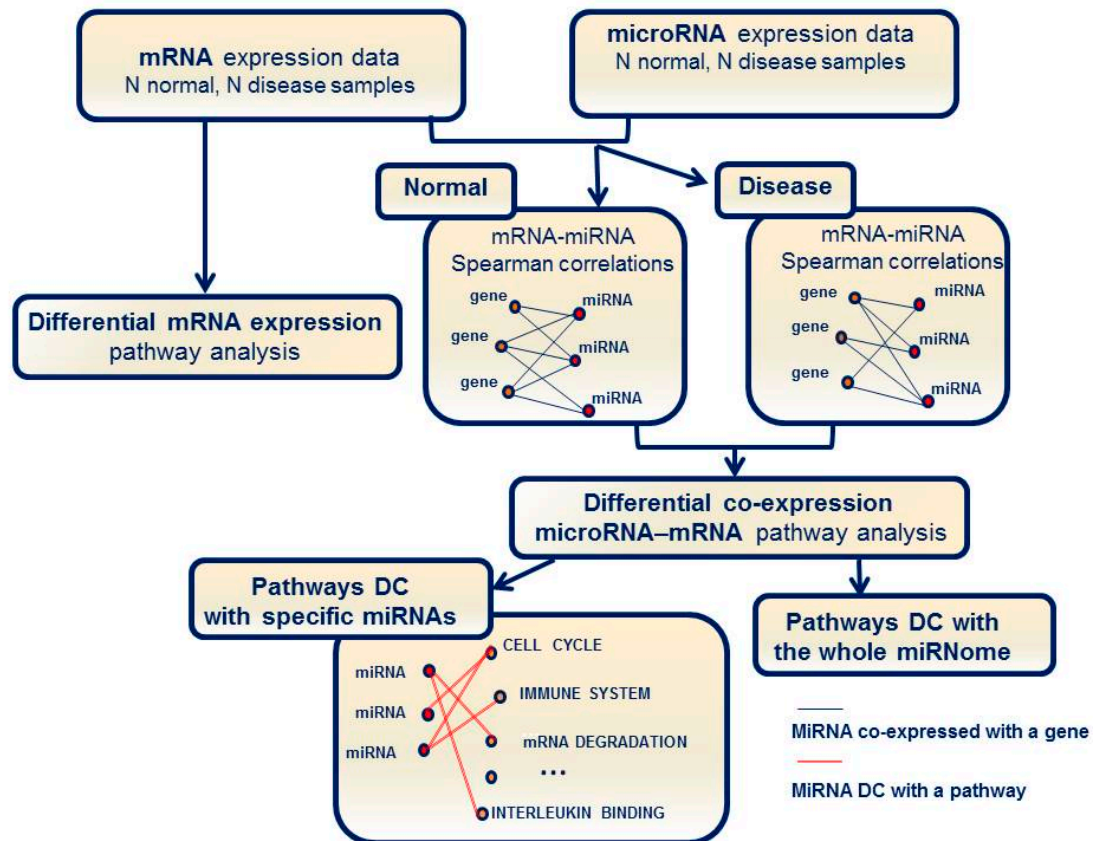 mRNA expression data
N normal, N disease samples
microRNA expression data
N normal, N disease samples
Normal
Disease
mRNA-miRNA
Spearman correlations
gene
miRNA
gene
miRNA
gene
miRNA
mRNA-miRNA
Spearman correlations
gene
miRNA
gene
miRNA
gene
miRNA
Differential mRNA expression
pathway analysis
Differential co-expression
microRNA–mRNA pathway analysis
Pathways DC
with specific miRNAs
Pathways DC with
the whole miRNome
miRNA
miRNA
miRNA
CELL CYCLE
IMMUNE SYSTEM
mRNA DEGRADATION
...
INTERLEUKIN BINDING
MiRNA co-expressed with a gene
MiRNA DC with a pathway